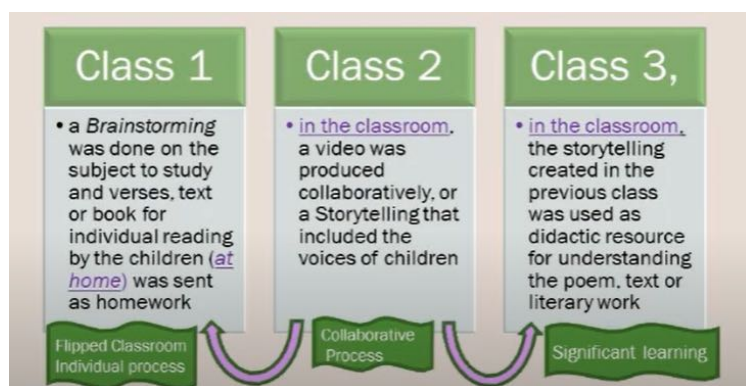 Class 1
• a Brainstorming
was done on the
subject to study
and verses, text
or book for
individual reading
by the children (at
home) was sent
as homework
Flipped Classroom
Individual process
Class 2
• in the classroom,
a video was
produced
collaboratively, or
a Storytelling that
included the
voices of children
Collaborative
Process
Class 3,
• in the classroom,
the storytelling
created in the
previous class
was used as
didactic resource
for understanding
the poem, text or
literary work
Significant learning